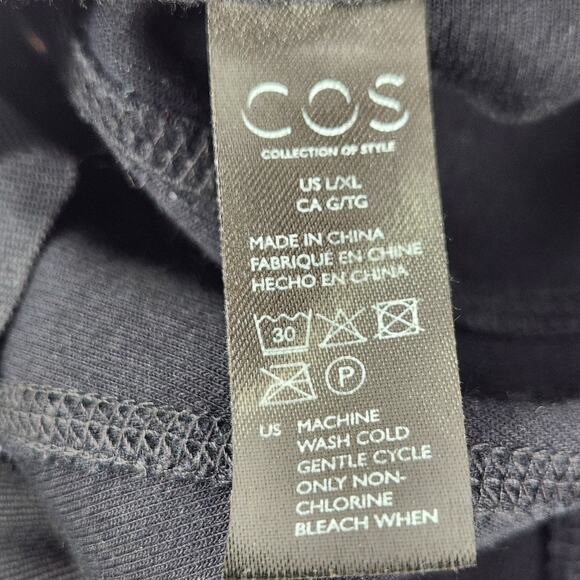 COS
COLLECTION OF STYLE
US L/XL
CA G/TG
MADE IN CHINA
FABRIQUE EN CHINE
HECHO EN CHINA
30
P
US MACHINE
WASH COLD
GENTLE CYCLE
ONLY NON-
CHLORINE
BLEACH WHEN